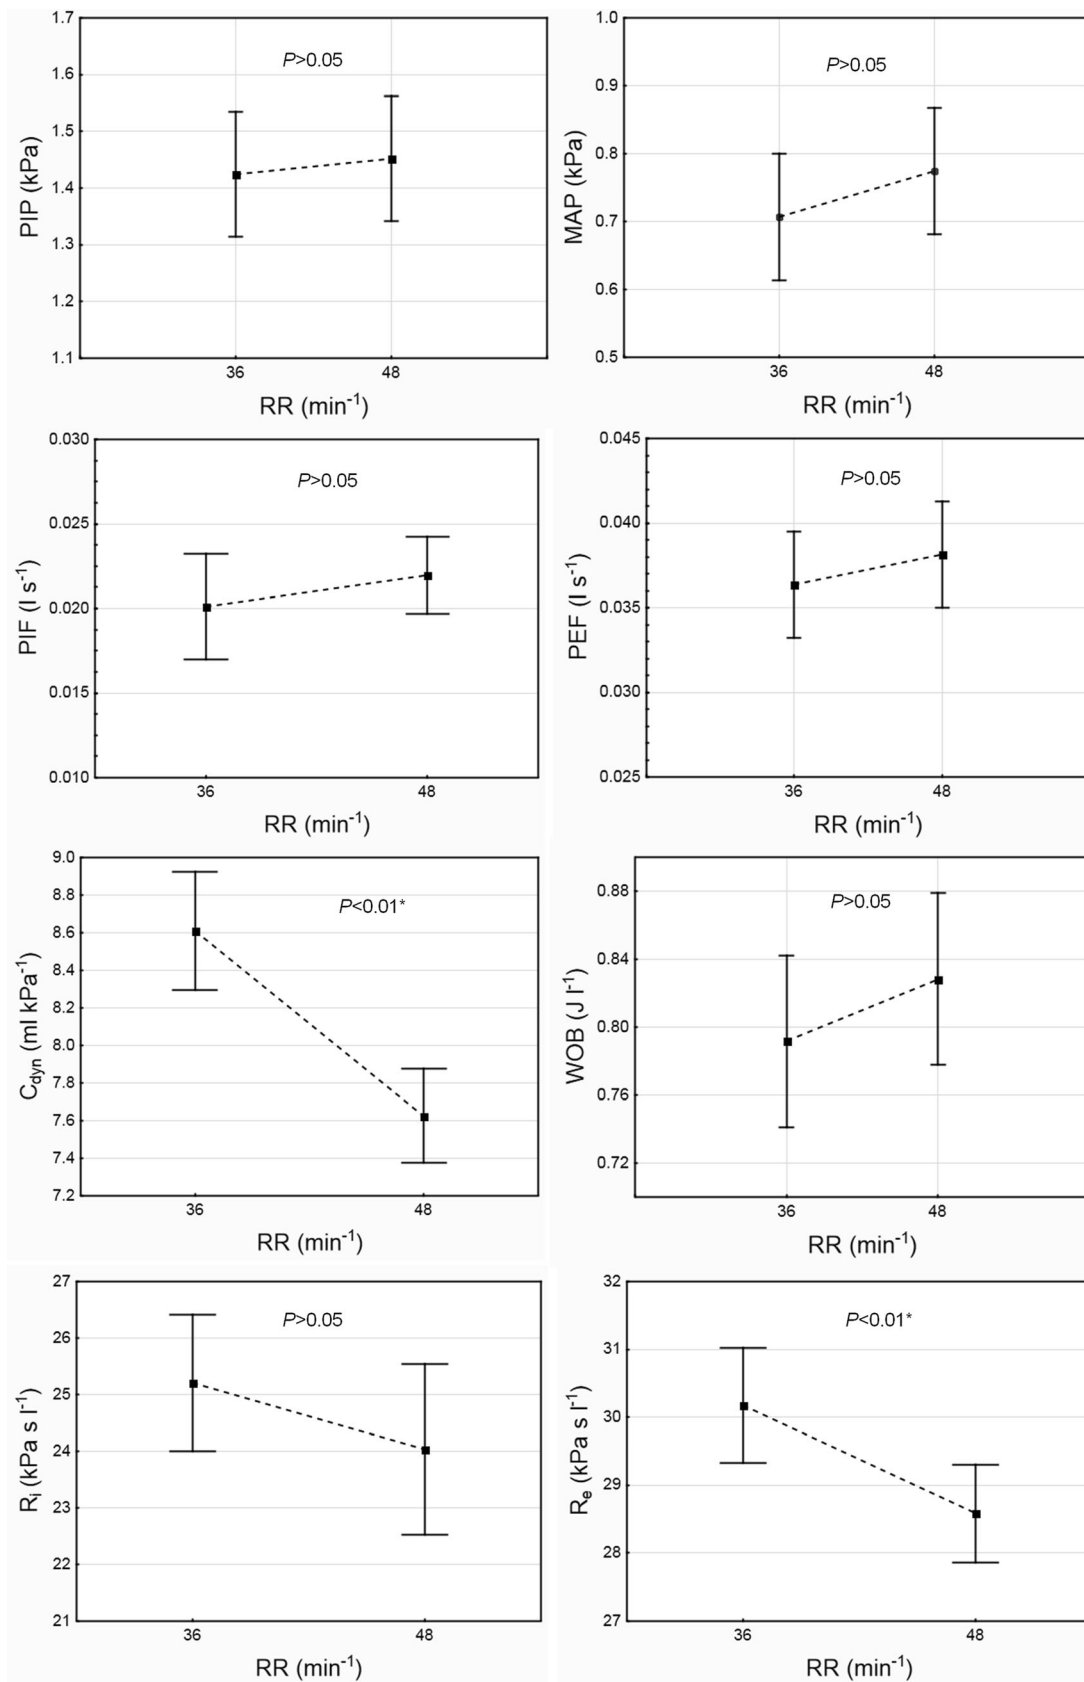 PIP (kPa)
1.7
1.6
1.5
1.4
1.3
1.2
1.1
P>0.05
36
48
RR (min⁻¹)
MAP (kPa)
1.0
0.9
0.8
0.7
0.6
0.5
P>0.05
36
48
RR (min⁻¹)
PIF (l s⁻¹)
0.030
0.025
0.020
0.015
0.010
P>0.05
36
48
RR (min⁻¹)
PEF (l s⁻¹)
0.045
0.040
0.035
0.030
0.025
P>0.05
36
48
RR (min⁻¹)
C_dyn (ml kPa⁻¹)
9.0
8.8
8.6
8.4
8.2
8.0
7.8
7.6
7.4
7.2
P<0.01*
36
48
RR (min⁻¹)
WOB (J l⁻¹)
0.88
0.84
0.80
0.76
0.72
P>0.05
36
48
RR (min⁻¹)
R_i (kPa s l⁻¹)
27
26
25
24
23
22
21
P>0.05
36
48
RR (min⁻¹)
R_e (kPa s l⁻¹)
32
31
30
29
28
27
P<0.01*
36
48
RR (min⁻¹)